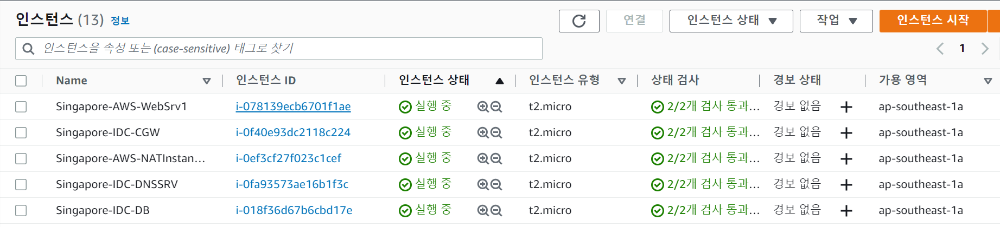 인스턴스 (13) 정보
연결
인스턴스 상태
작업
인스턴스 시작
인스턴스을 속성 또는 (case-sensitive) 태그로 찾기
1
Name 인스턴스 ID 인스턴스 상태 인스턴스 유형 상태 검사 경보 상태 가용 영역
Singapore-AWS-WebSrv1 i-078139ecb6701f1ae 실행 중 t2.micro 2/2개 검사 통과... 경보 없음 ap-southeast-1a
Singapore-IDC-CGW i-0f40e93dc2118c224 실행 중 t2.micro 2/2개 검사 통과... 경보 없음 ap-southeast-1a
Singapore-AWS-NATInstan... i-0ef3cf27f023c1cef 실행 중 t2.micro 2/2개 검사 통과... 경보 없음 ap-southeast-1a
Singapore-IDC-DNSSRV i-0fa93573ae16b1f3c 실행 중 t2.micro 2/2개 검사 통과... 경보 없음 ap-southeast-1a
Singapore-IDC-DB i-018f36d67b6cbd17e 실행 중 t2.micro 2/2개 검사 통과... 경보 없음 ap-southeast-1a